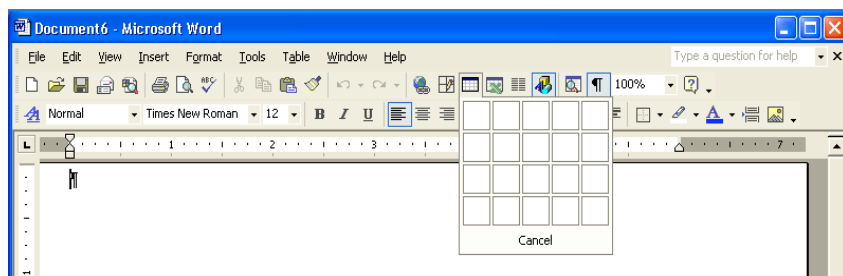 Document6 - Microsoft Word
File Edit View Insert Format Tools Table Window Help Type a question for help
100%
Normal Times New Roman 12 B I U A
L 1 2 3 7
Cancel
¶